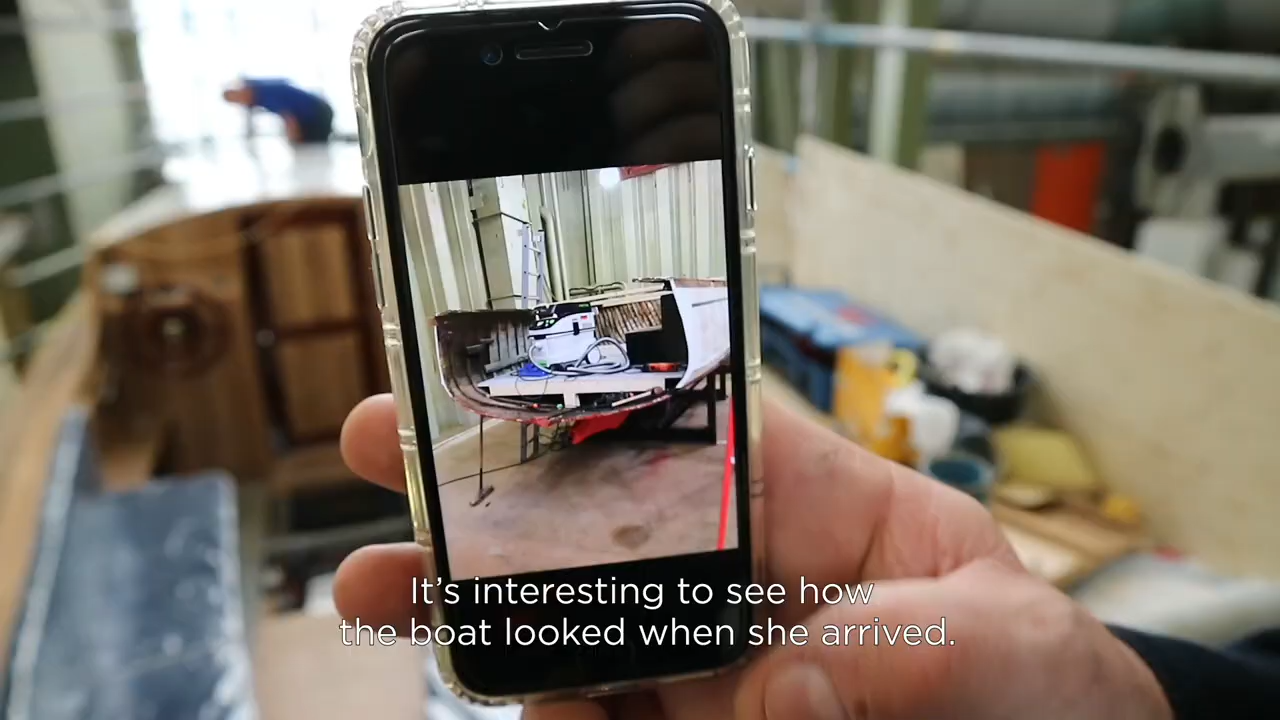 It's interesting to see how
the boat looked when she arrived.